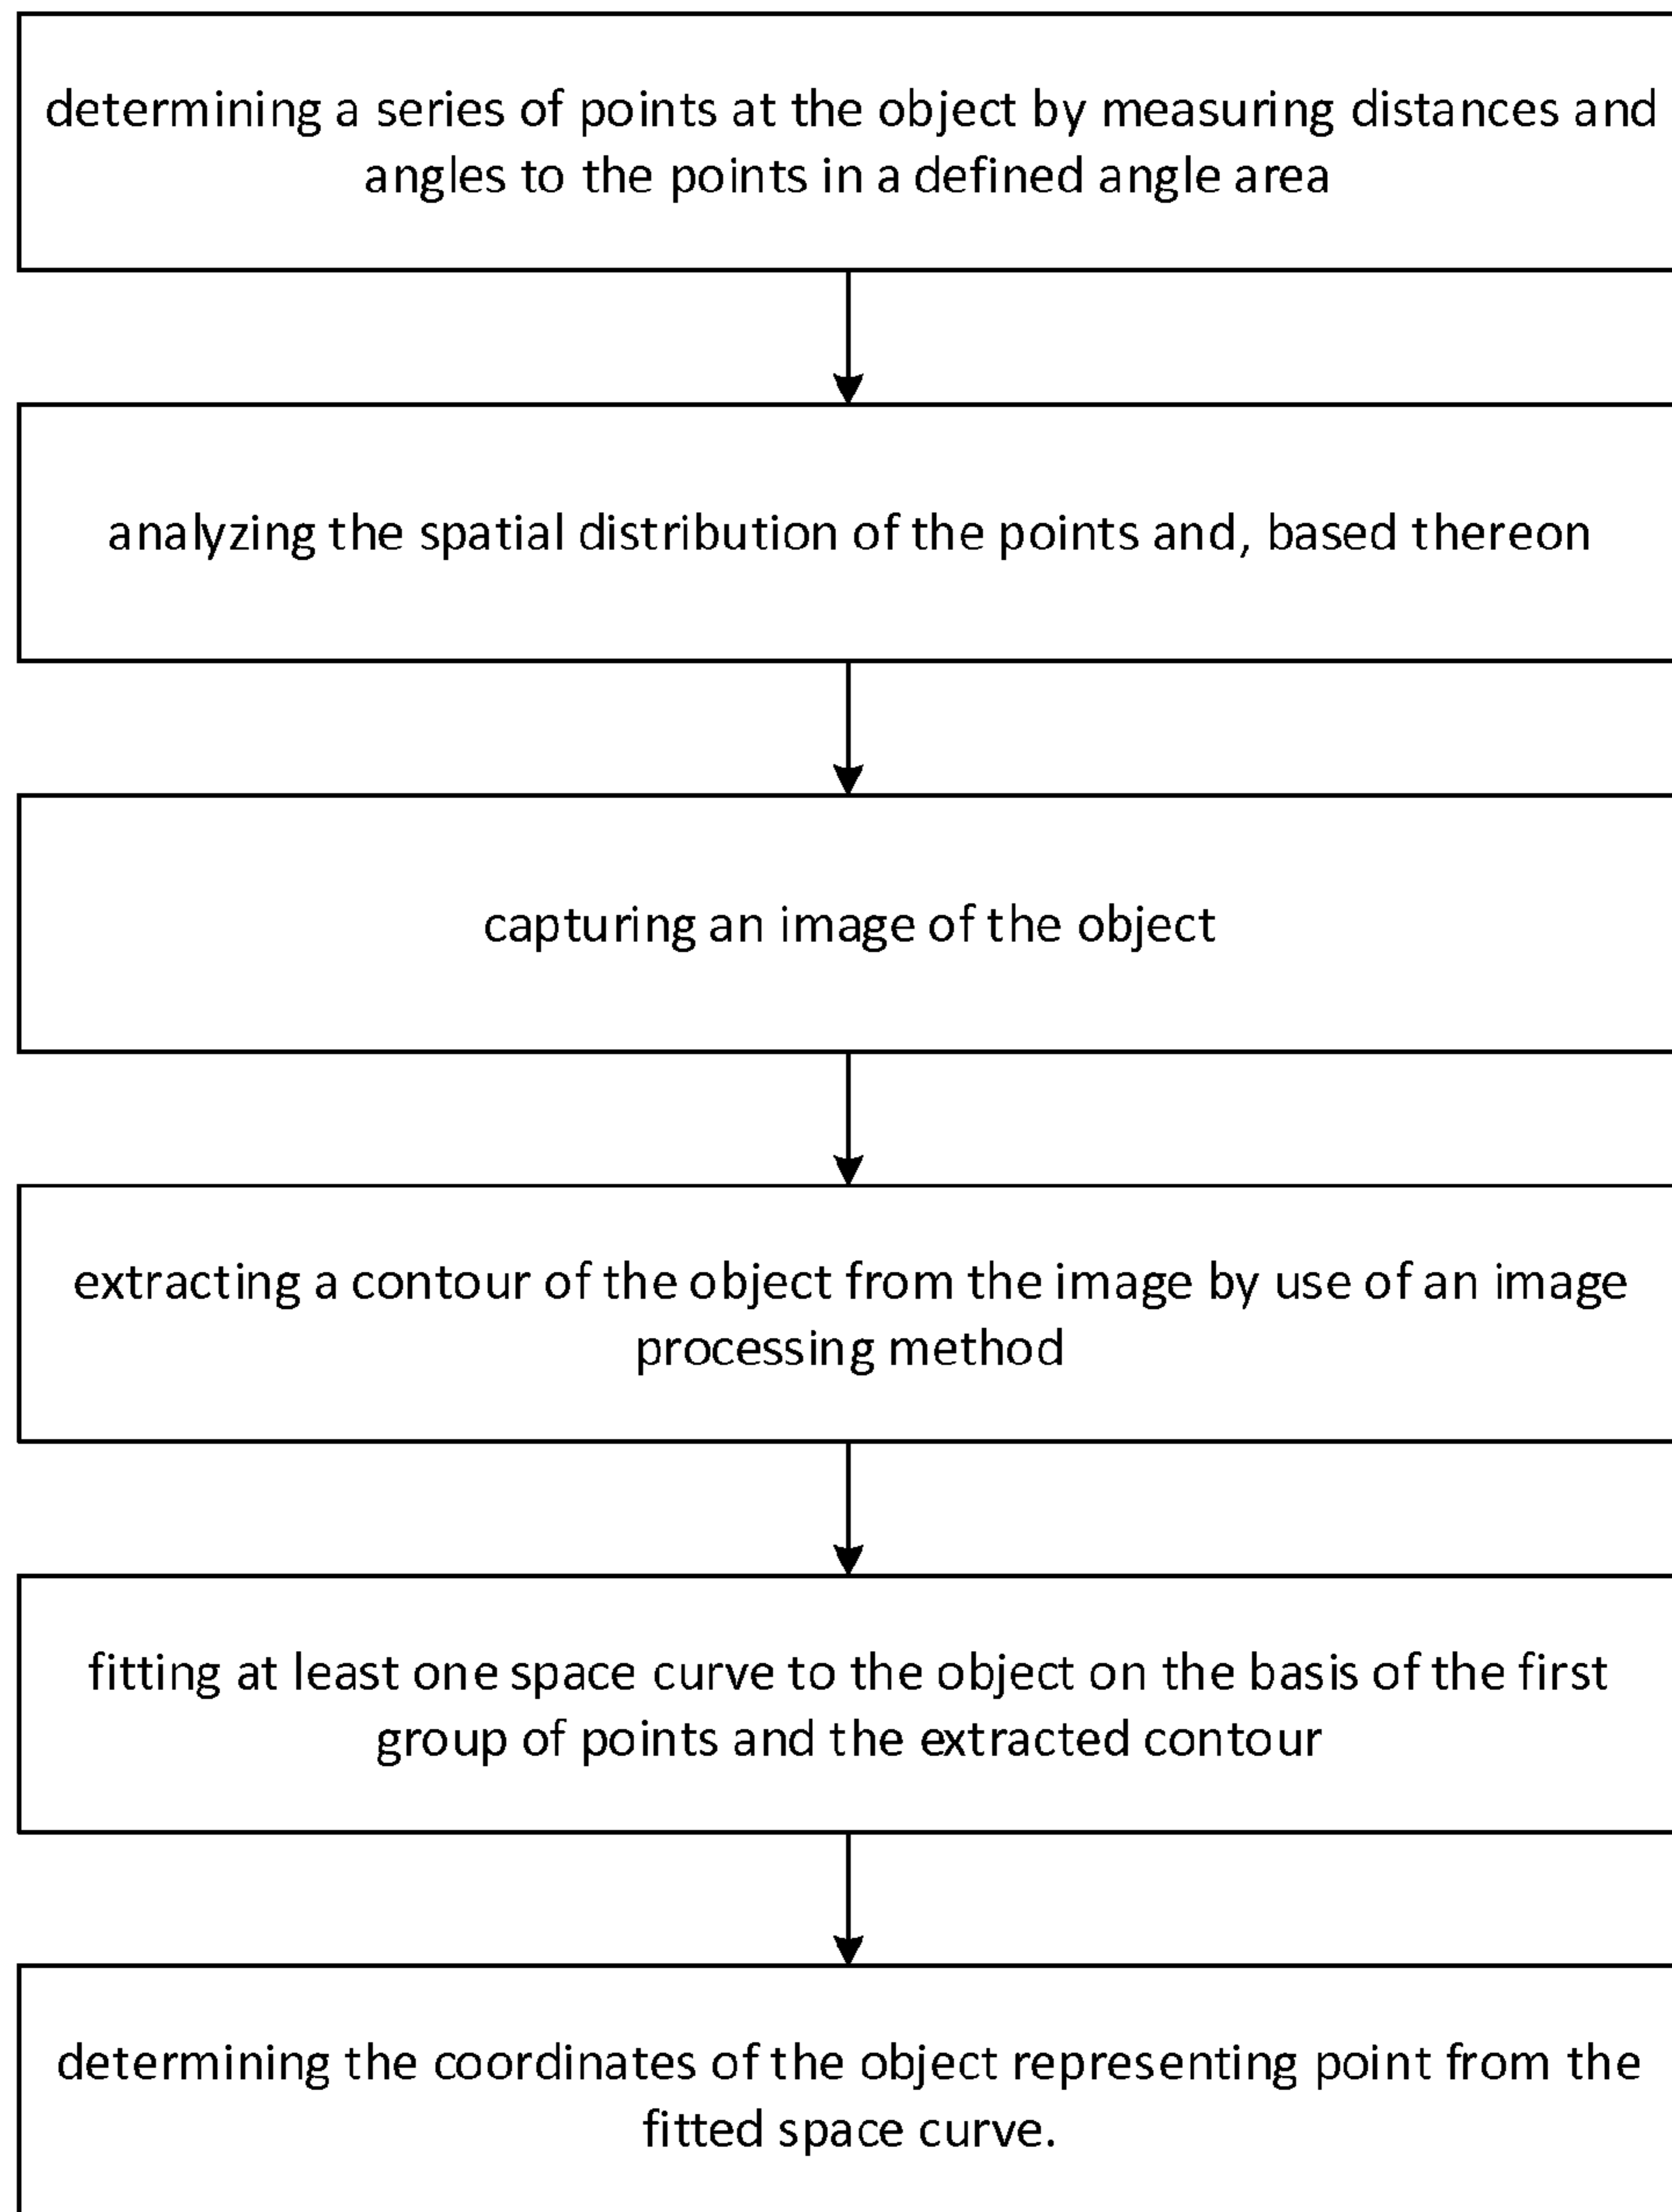 determining a series of points at the object by measuring distances and
angles to the points in a defined angle area
analyzing the spatial distribution of the points and, based thereon
capturing an image of the object
extracting a contour of the object from the image by use of an image
processing method
fitting at least one space curve to the object on the basis of the first
group of points and the extracted contour
determining the coordinates of the object representing point from the
fitted space curve.